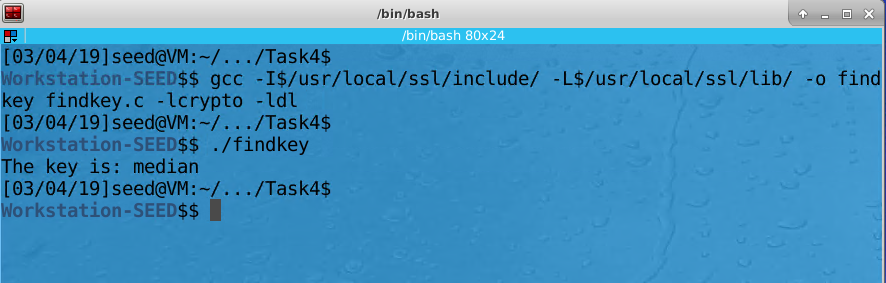 /bin/bash
/bin/bash 80x24
[03/04/19]seed@VM:~/.../Task4$
Workstation-SEED$$ gcc -I$/usr/local/ssl/include/ -L$/usr/local/ssl/lib/ -o find
key findkey.c -lcrypto -ldl
[03/04/19]seed@VM:~/.../Task4$
Workstation-SEED$$ ./findkey
The key is: median
[03/04/19]seed@VM:~/.../Task4$
Workstation-SEED$$